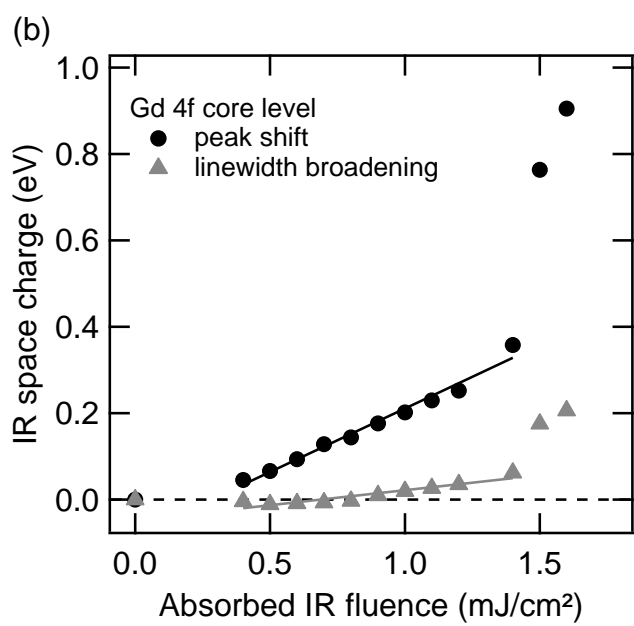 (b)
1.0
0.8
0.6
0.4
0.2
0.0
IR space charge (eV)
Gd 4f core level
peak shift
linewidth broadening
0.0 0.5 1.0 1.5
Absorbed IR fluence (mJ/cm²)